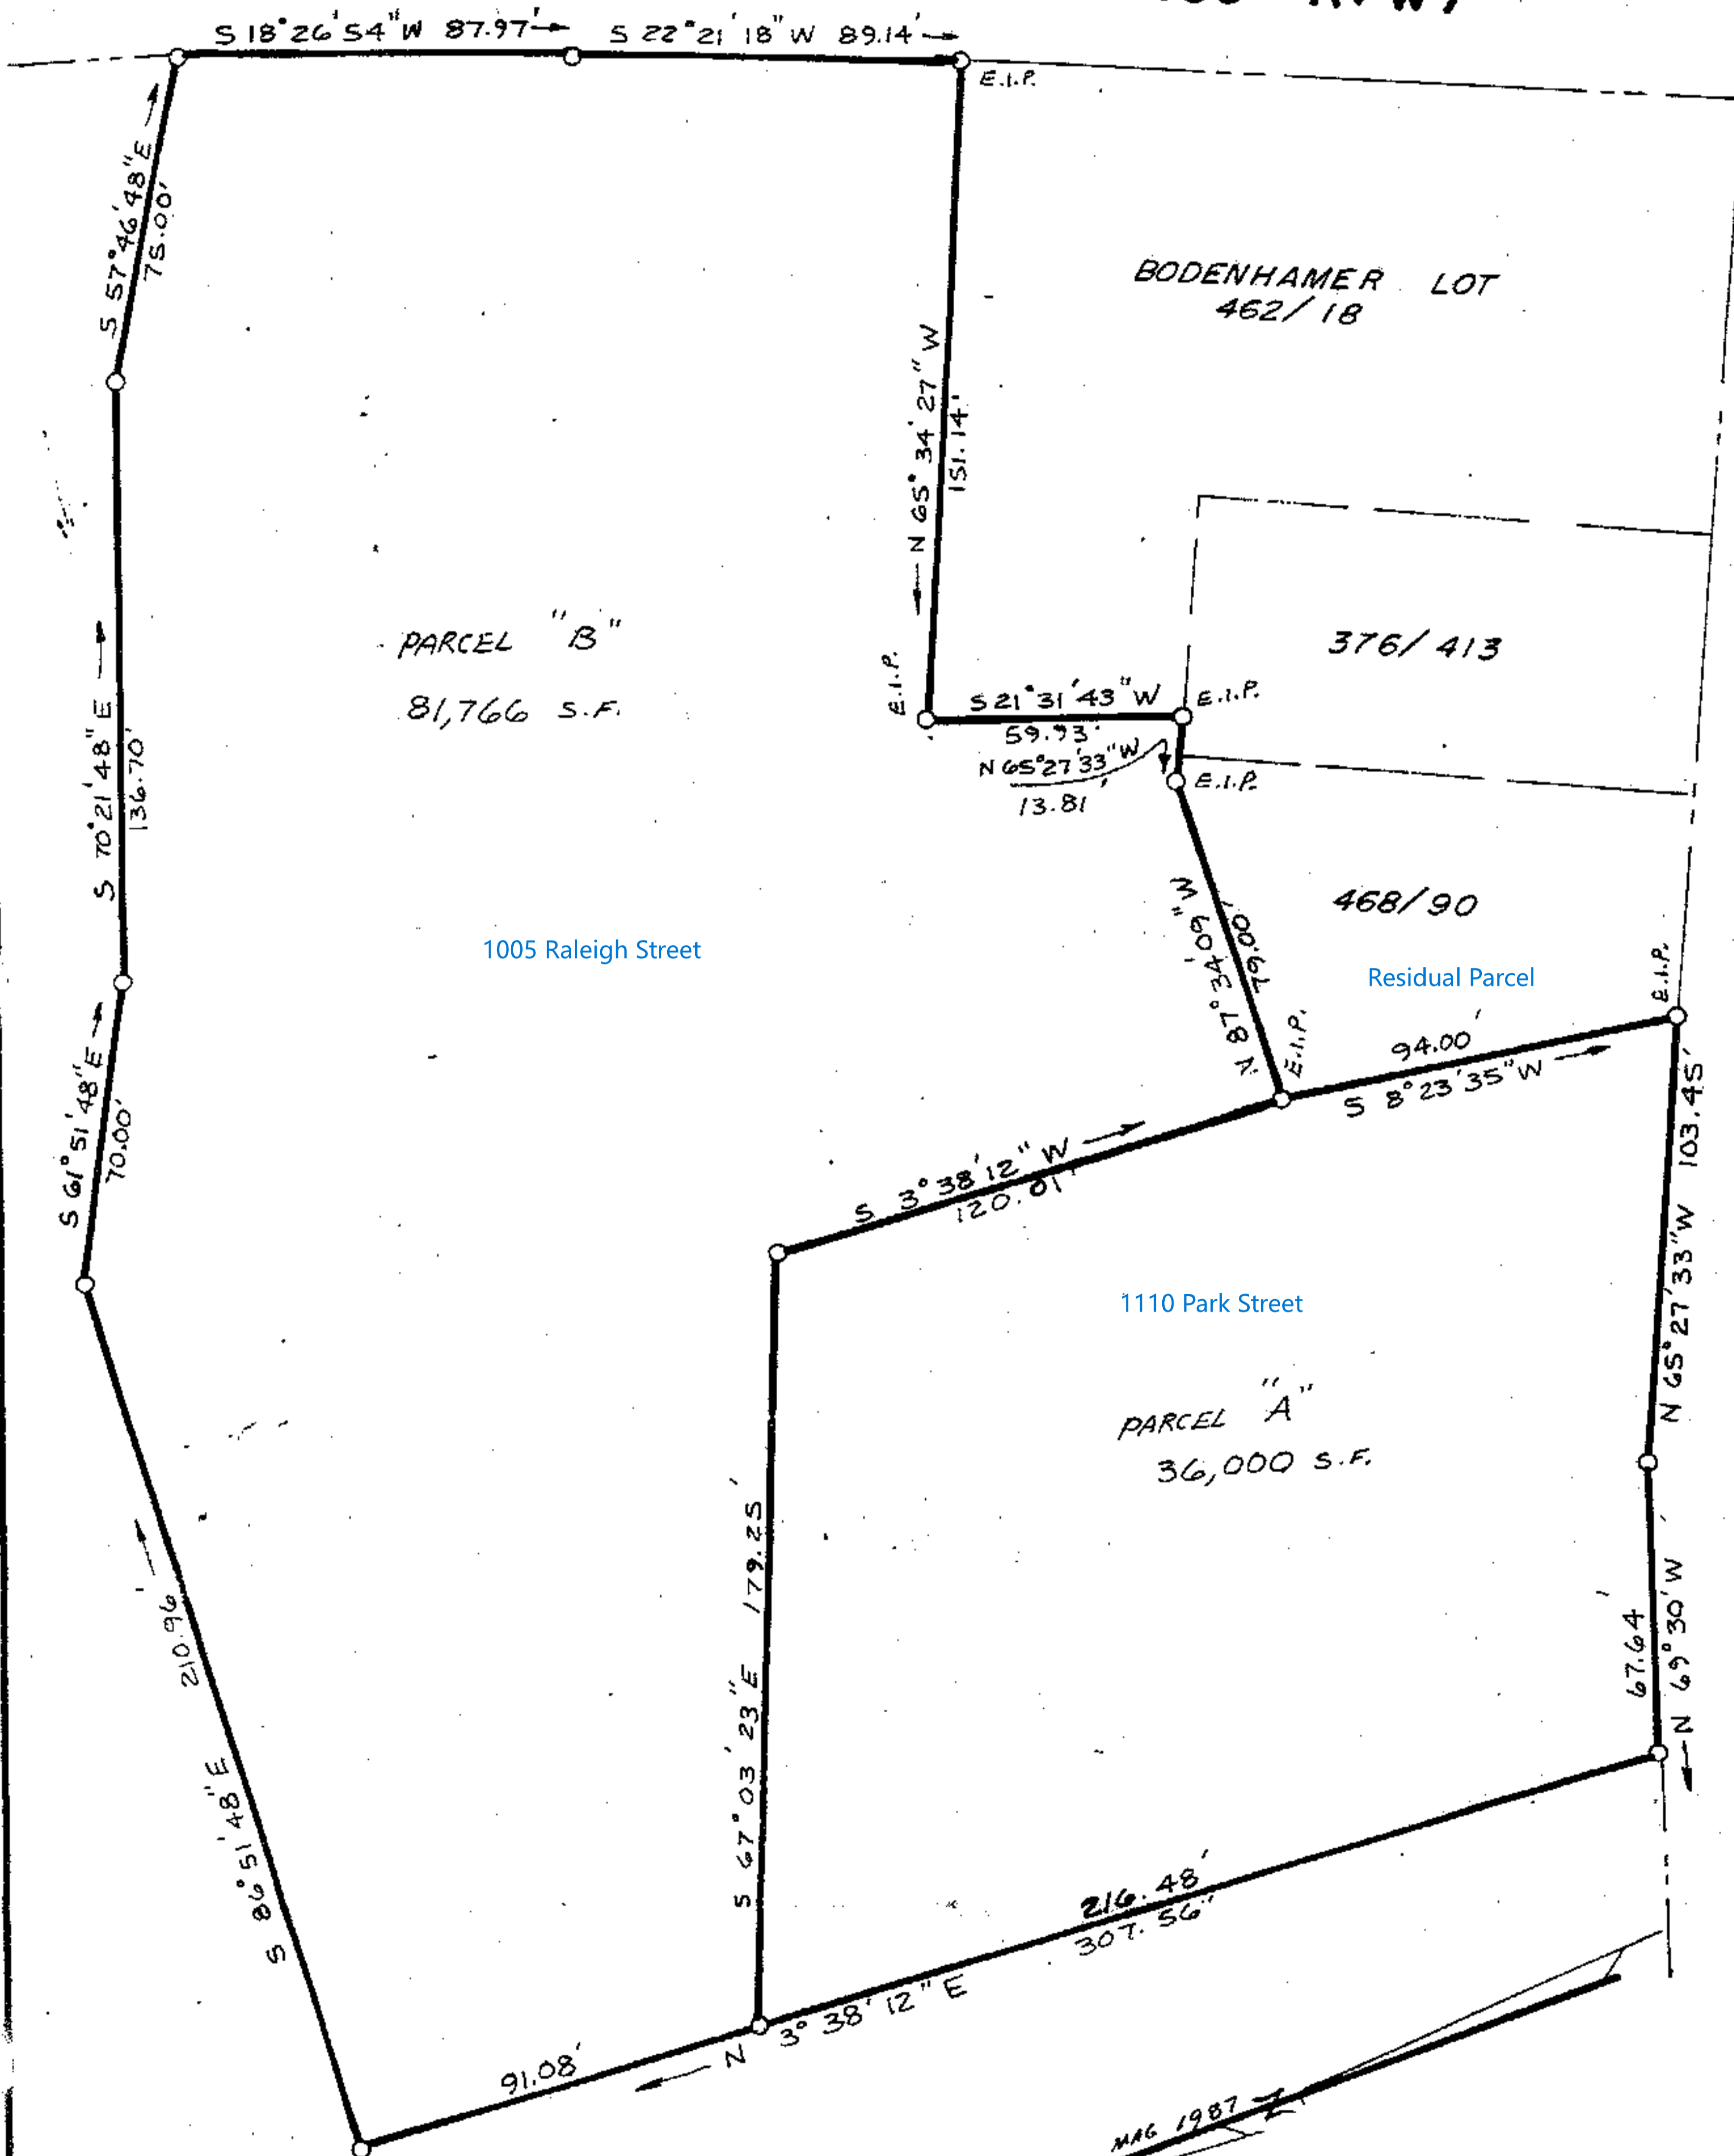 S 18°26'54"W 87.97'
S 22°21'18"W 89.14'
E.I.P.
S 57°46'48"E
75.00'
BODENHAMER LOT
462/18
N 65°34'27"W
151.14'
PARCEL "B"
81,766 S.F.
376/413
E.I.P.
S 21°31'43"W
59.93'
E.I.P.
N 65°27'33"W
13.81'
E.I.P.
S 70°21'48"E
136.70'
468/90
1005 Raleigh Street
Residual Parcel
N 87°34'09"W
79.00'
E.I.P.
E.I.P.
94.00'
S 8°23'35"W
S 61°51'48"E
70.00'
S 3°38'12"W
120.01'
N 65°27'33"W 103.45'
1110 Park Street
PARCEL "A"
36,000 S.F.
S 67°03'23"E 179.25'
N 69°30'W
67.64
S 86°51'48"E
210.96
216.48'
307.56'
N 3°38'12"E
91.08'
MAG 1987